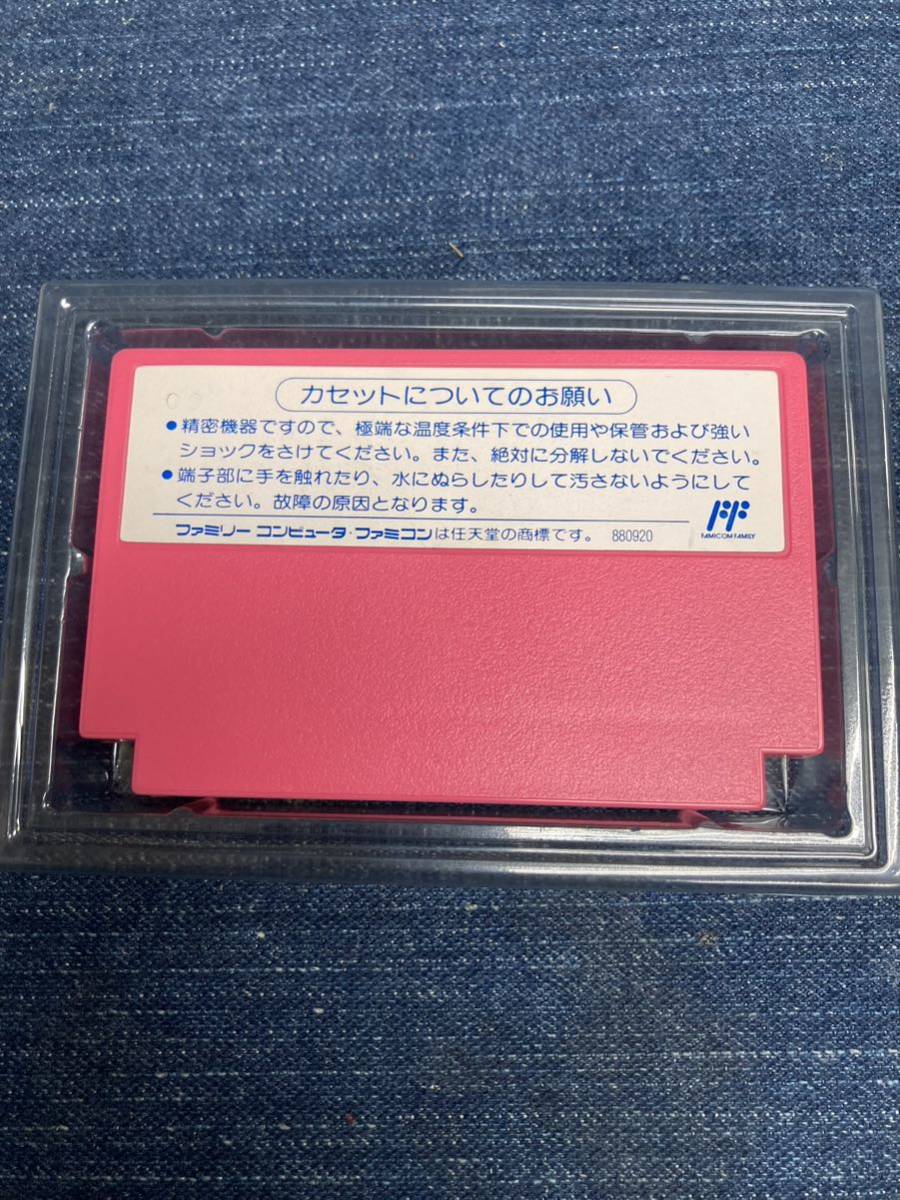 カセットについてのお願い
●精密機器ですので、極端な温度条件下での使用や保管および強い
ショックをさけてください。また、絶対に分解しないでください。
●端子部に手を触れたり、水にぬらしたりして汚さないようにして
ください。故障の原因となります。
ファミリー コンピュータ・ファミコンは任天堂の商標です。 880920
FAMICOM FAMILY